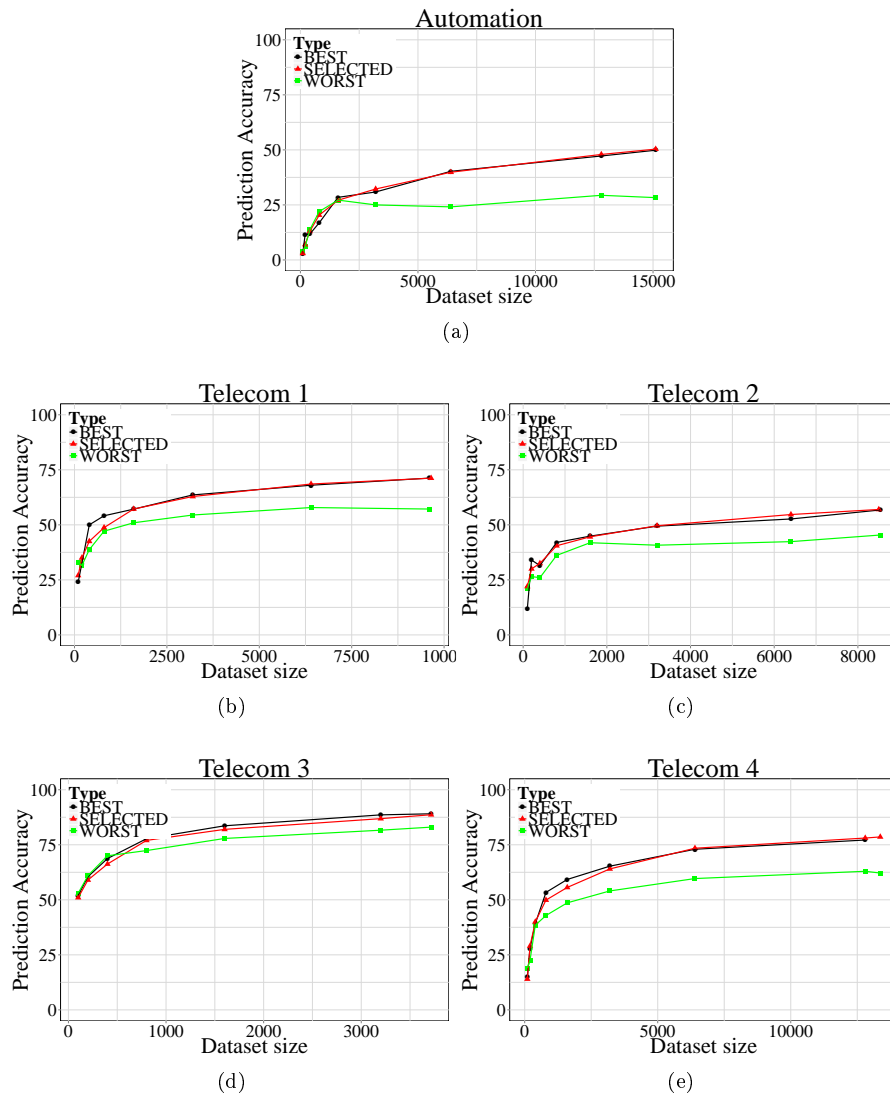 Automation
Prediction Accuracy
100
75
50
25
0
Type
BEST
SELECTED
WORST
0 5000 10000 15000
Dataset size
(a)
Telecom 1
Prediction Accuracy
100
75
50
25
0
Type
BEST
SELECTED
WORST
0 2500 5000 7500 1000
Dataset size
(b)
Telecom 2
Prediction Accuracy
100
75
50
25
0
Type
BEST
SELECTED
WORST
0 2000 4000 6000 8000
Dataset size
(c)
Telecom 3
Prediction Accuracy
100
75
50
25
0
Type
BEST
SELECTED
WORST
0 1000 2000 3000
Dataset size
(d)
Telecom 4
Prediction Accuracy
100
75
50
25
0
Type
BEST
SELECTED
WORST
0 5000 10000
Dataset size
(e)